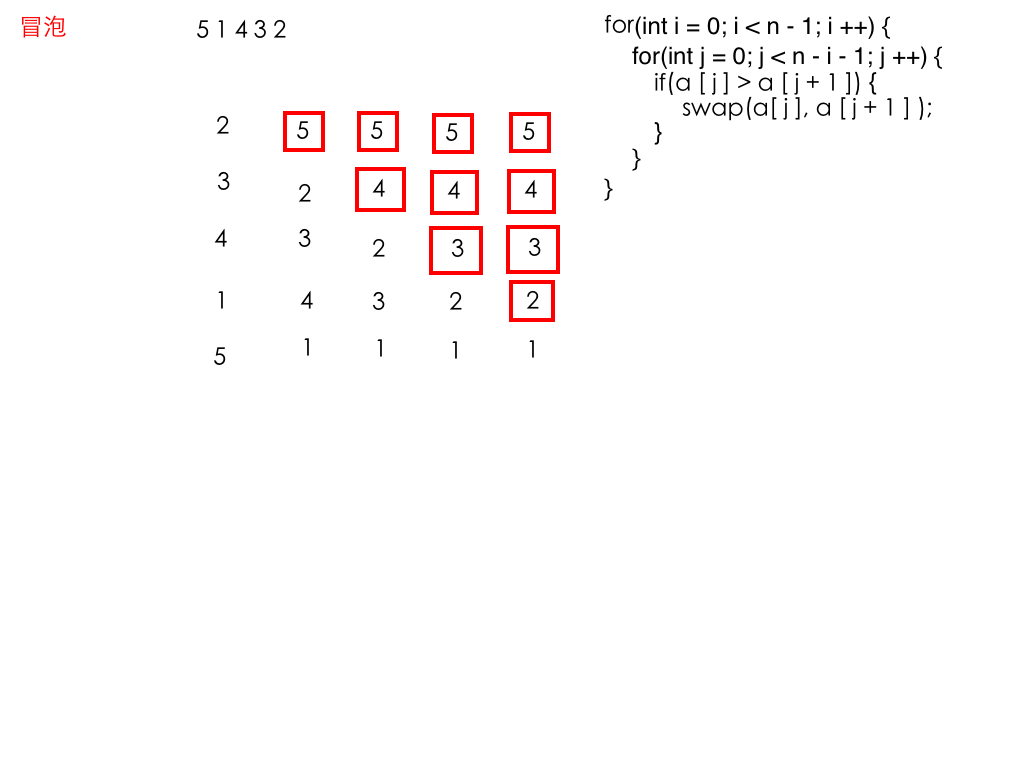 冒泡
5 1 4 3 2
for(int i = 0; i < n - 1; i ++) {
for(int j = 0; j < n - i - 1; j ++) {
if(a [ j ] > a [ j + 1 ]) {
swap(a[ j ], a [ j + 1 ] );
}
}
}
2 5 5 5 5
3 2 4 4 4
4 3 2 3 3
1 4 3 2 2
5 1 1 1 1